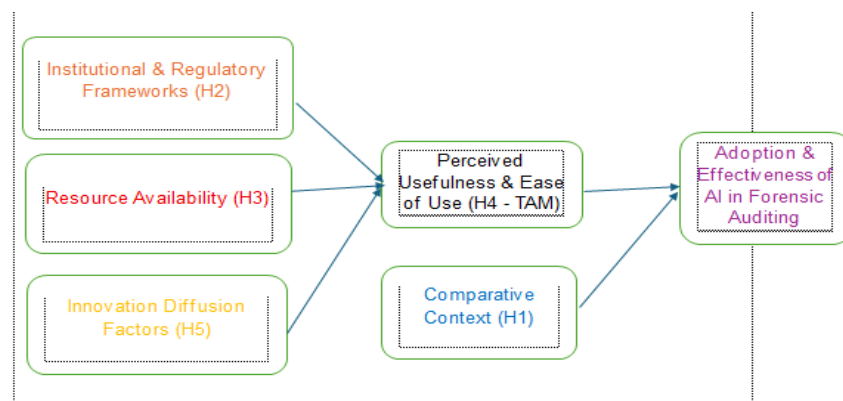 Institutional & Regulatory
Frameworks (H2)
Resource Availability (H3)
Innovation Diffusion
Factors (H5)
Perceived
Usefulness & Ease
of Use (H4 - TAM)
Comparative
Context (H1)
Adoption &
Effectiveness of
AI in Forensic
Auditing